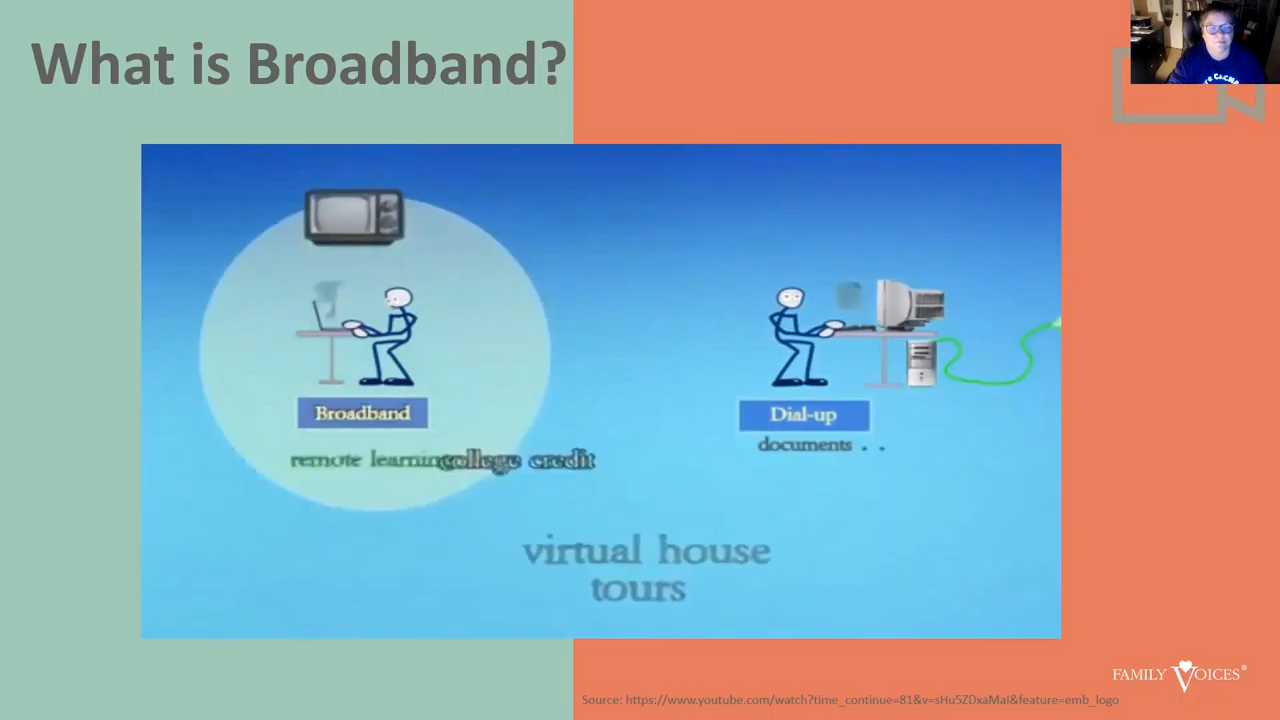 What is Broadband?
Broadband
Dial-up
documents . .
remote learning
college credit
virtual house
tours
FAMILY VOICES®
Source: https://www.youtube.com/watch?time_continue=81&v=sHu5ZDxaMaI&feature=emb_logo